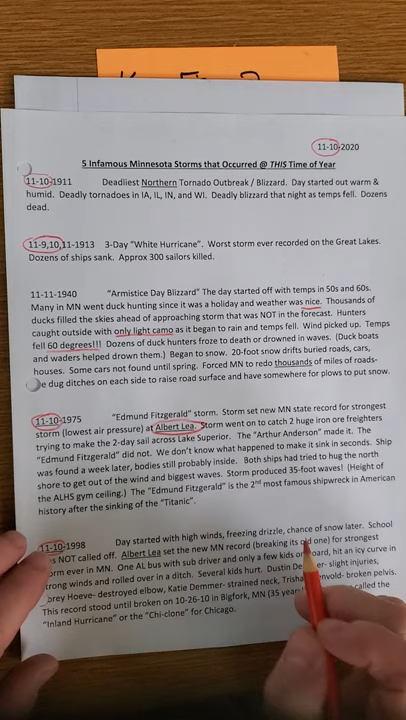 11-10-2020
5 Infamous Minnesota Storms that Occurred @ THIS Time of Year
11-10-1911 Deadliest Northern Tornado Outbreak / Blizzard. Day started out warm &
humid. Deadly tornadoes in IA, IL, IN, and WI. Deadly blizzard that night as temps fell. Dozens
dead.
11-9,10,11-1913 3-Day "White Hurricane". Worst storm ever recorded on the Great Lakes.
Dozens of ships sank. Approx 300 sailors killed.
11-11-1940 "Armistice Day Blizzard" The day started off with temps in 50s and 60s.
Many in MN went duck hunting since it was a holiday and weather was nice. Thousands of
ducks filled the skies ahead of approaching storm that was NOT in the forecast. Hunters
caught outside with only light camo as it began to rain and temps fell. Wind picked up. Temps
fell 60 degrees!!! Dozens of duck hunters froze to death or drowned in waves. (Duck boats
and waders helped drown them.) Began to snow. 20-foot snow drifts buried roads, cars,
houses. Some cars not found until spring. Forced MN to redo thousands of miles of roads-
dug ditches on each side to raise road surface and have somewhere for plows to put snow.
11-10-1975 "Edmund Fitzgerald" storm. Storm set new MN state record for strongest
storm (lowest air pressure) at Albert Lea. Storm went on to catch 2 huge iron ore freighters
trying to make the 2-day sail across Lake Superior. The "Arthur Anderson" made it. The
"Edmund Fitzgerald" did not. We don't know what happened to make it sink in seconds. Ship
was found a week later, bodies still probably inside. Both ships had tried to hug the north
shore to get out of the wind and biggest waves. Storm produced 35-foot waves! (Height of
the ALHS gym ceiling.) The "Edmund Fitzgerald" is the 2nd most famous shipwreck in American
history after the sinking of the "Titanic".
11-10-1998 Day started with high winds, freezing drizzle, chance of snow later. School
NOT called off. Albert Lea set the new MN record (breaking its old one) for strongest
storm ever in MN. One AL bus with sub driver and only a few kids on board, hit an icy curve in
strong winds and rolled over in a ditch. Several kids hurt. Dustin slight injuries,
Hoeve- destroyed elbow, Katie Demmer- strained neck, Trisha broken pelvis.
This record stood until broken on 10-26-10 in Bigfork, MN (35 years called the
"Inland Hurricane" or the "Chi-clone" for Chicago.